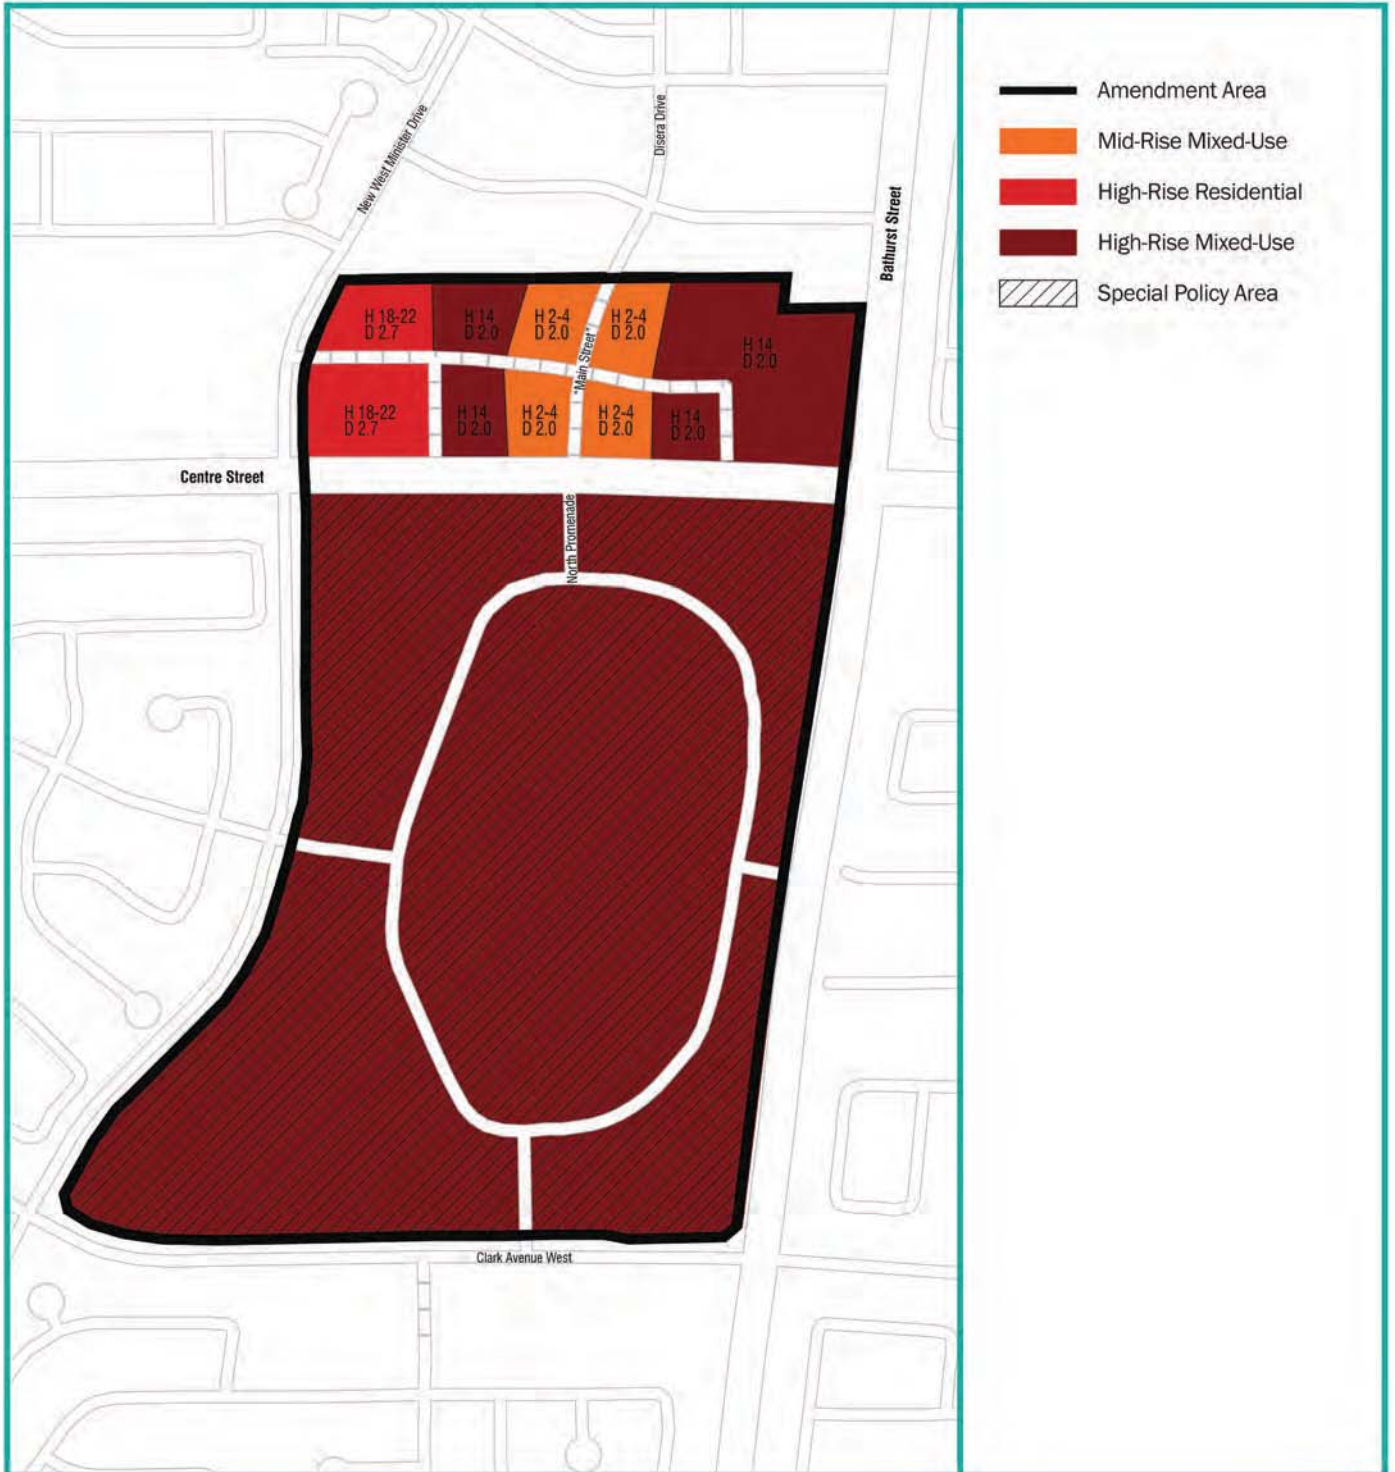 Amendment Area
Mid-Rise Mixed-Use
High-Rise Residential
High-Rise Mixed-Use
Special Policy Area
New West Minister Drive
Disera Drive
Bathurst Street
H 18-22
D 2.7
H 14
D 2.0
H 2-4
D 2.0
H 2-4
D 2.0
H 14
D 2.0
"Main Street"
H 18-22
D 2.7
H 14
D 2.0
H 2-4
D 2.0
H 2-4
D 2.0
H 14
D 2.0
Centre Street
North Promenade
Clark Avenue West